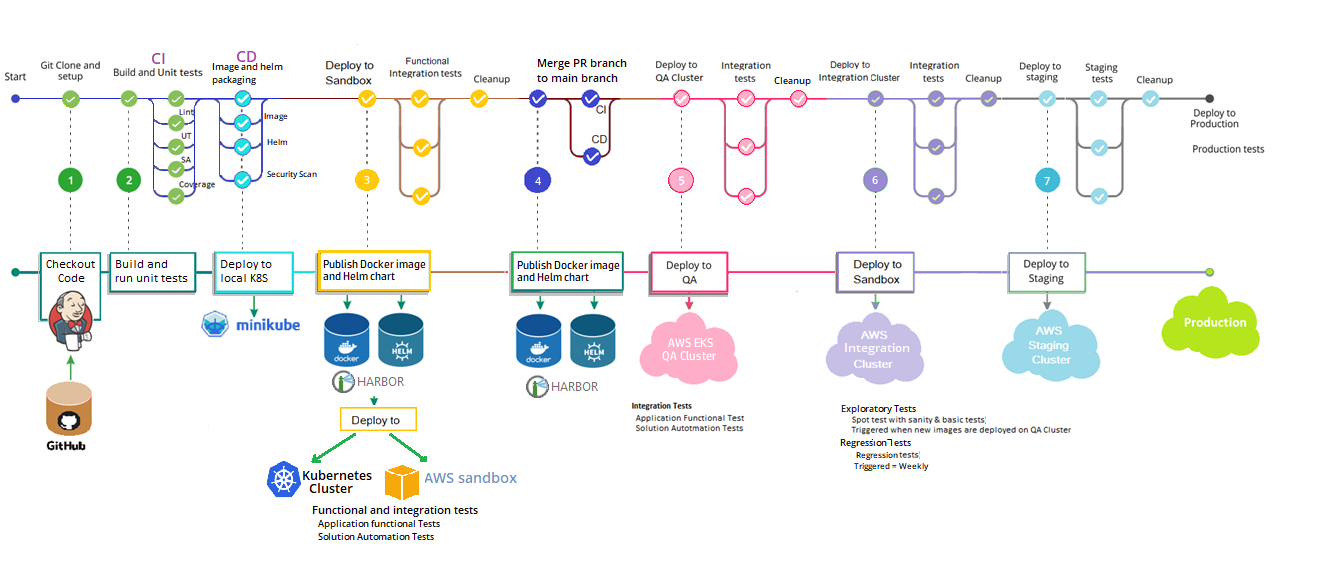 CI
CD
Start
Git Clone and
setup
Build and Unit tests
Image and helm
packaging
Deploy to
Sandbox
Functional
Integration tests
Cleanup
Merge PR branch
to main branch
Deploy to
QA Cluster
Integration
tests
Cleanup
Deploy to
Integration Cluster
Integration
tests
Cleanup
Deploy to
staging
Staging
tests
Cleanup
Deploy to
Production
Production tests
Lint
UT
SA
Coverage
Image
Helm
Security Scan
CI
CD
1
2
3
4
5
6
7
Checkout
Code
Build and
run unit tests
Deploy to
local K8S
Publish Docker image
and Helm chart
Publish Docker image
and Helm chart
Deploy to
QA
Deploy to
Sandbox
Deploy to
Staging
GitHub
minikube
docker
HELM
HARBOR
Deploy to
Kubernetes
Cluster
AWS sandbox
Functional and integration tests
Application functional Tests
Solution Automation Tests
docker
HELM
HARBOR
AWS EKS
QA Cluster
Integration Tests
Application Functional Test
Solution Autotmation Tests
AWS
Integration
Cluster
Exploratory Tests
Spot test with sanity & basic tests
Triggered when new images are deployed on QA Cluster
Regression Tests
Regression tests
Triggered = Weekly
AWS
Staging
Cluster
Production